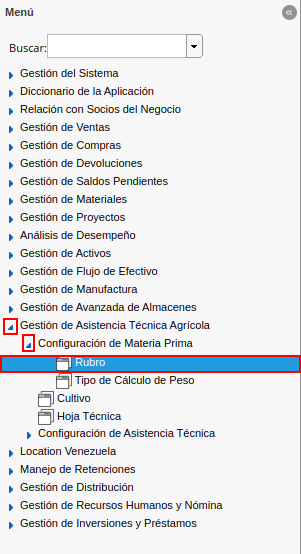 Menú
Buscar:
Gestión del Sistema
Diccionario de la Aplicación
Relación con Socios del Negocio
Gestión de Ventas
Gestión de Compras
Gestión de Devoluciones
Gestión de Saldos Pendientes
Gestión de Materiales
Gestión de Proyectos
Análisis de Desempeño
Gestión de Activos
Gestión de Flujo de Efectivo
Gestión de Manufactura
Gestión de Avanzada de Almacenes
Gestión de Asistencia Técnica Agrícola
Configuración de Materia Prima
Rubro
Tipo de Cálculo de Peso
Cultivo
Hoja Técnica
Configuración de Asistencia Técnica
Location Venezuela
Manejo de Retenciones
Gestión de Distribución
Gestión de Recursos Humanos y Nómina
Gestión de Inversiones y Préstamos